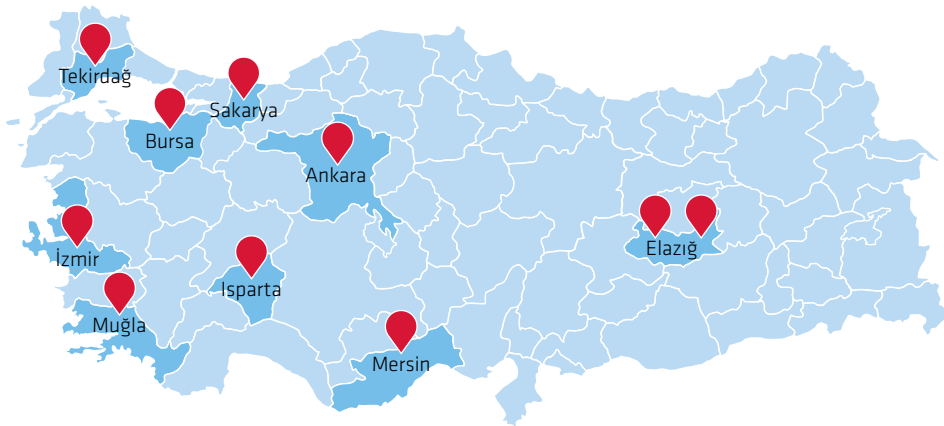 Tekirdağ
Sakarya
Bursa
Ankara
Elazığ
İzmir
Isparta
Muğla
Mersin